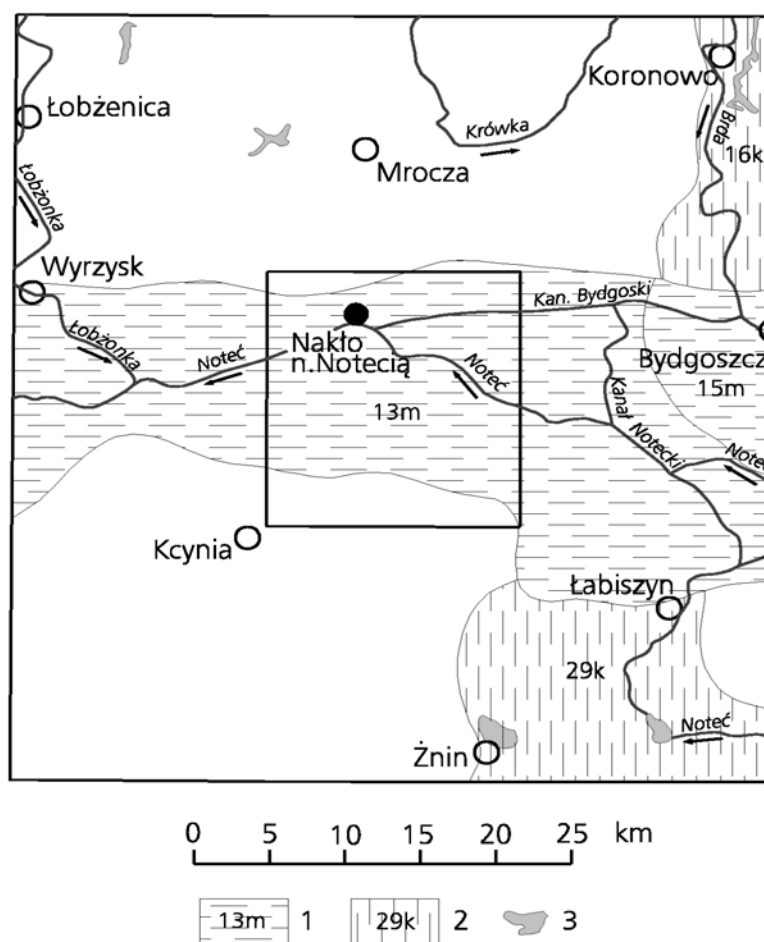 Koronowo
Łobżenica
Krówka
Brda
Mrocza
16k
Łobżonka
Wyrzysk
Kan. Bydgoski
Łobżonka
Noteć
Nakło
n.Notecią
Noteć
Bydgoszcz
15m
13m
Kanał Notecki
Noteć
Kcynia
Łabiszyn
29k
Noteć
Żnin
0 5 10 15 20 25 km
13m 1 29k 2 3